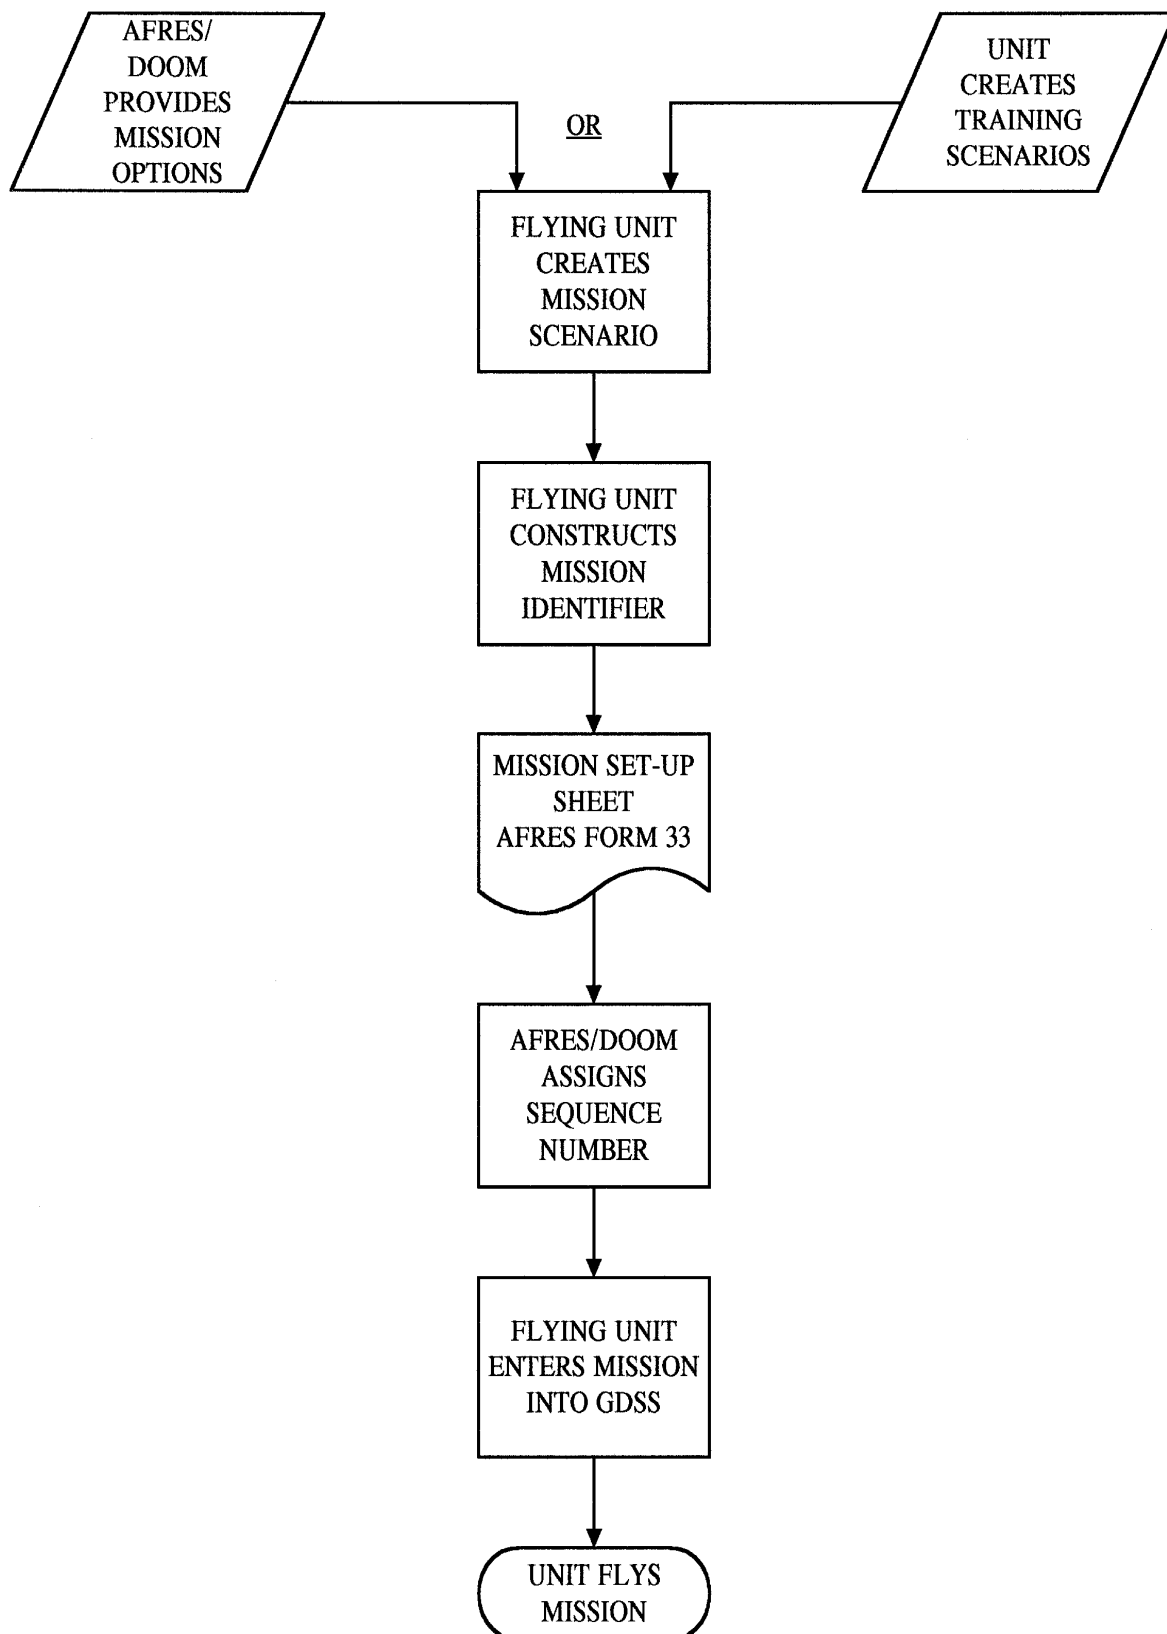 AFRES/
DOOM
PROVIDES
MISSION
OPTIONS
OR
UNIT
CREATES
TRAINING
SCENARIOS
FLYING UNIT
CREATES
MISSION
SCENARIO
FLYING UNIT
CONSTRUCTS
MISSION
IDENTIFIER
MISSION SET-UP
SHEET
AFRES FORM 33
AFRES/DOOM
ASSIGNS
SEQUENCE
NUMBER
FLYING UNIT
ENTERS MISSION
INTO GDSS
UNIT FLYS
MISSION